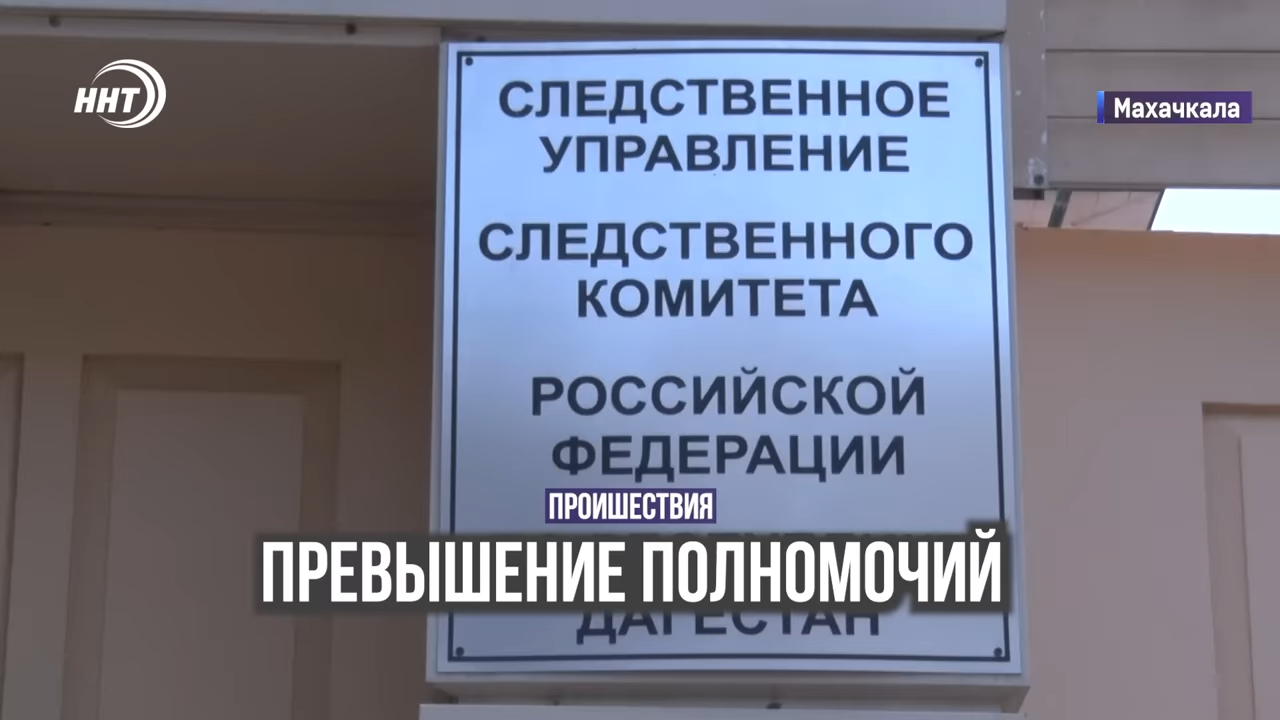 ННТ
Махачкала
СЛЕДСТВЕННОЕ
УПРАВЛЕНИЕ
СЛЕДСТВЕННОГО
КОМИТЕТА
РОССИЙСКОЙ
ФЕДЕРАЦИИ
ПРОИШЕСТВИЯ
ПРЕВЫШЕНИЕ ПОЛНОМОЧИЙ
ДАГЕСТАН